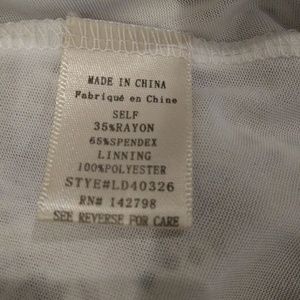 MADE IN CHINA
Fabriqué en Chine
SELF
35%RAYON
65%SPENDEX
LINNING
100%POLYESTER
STYE#LD40326
RN# 142798
SEE REVERSE FOR CARE